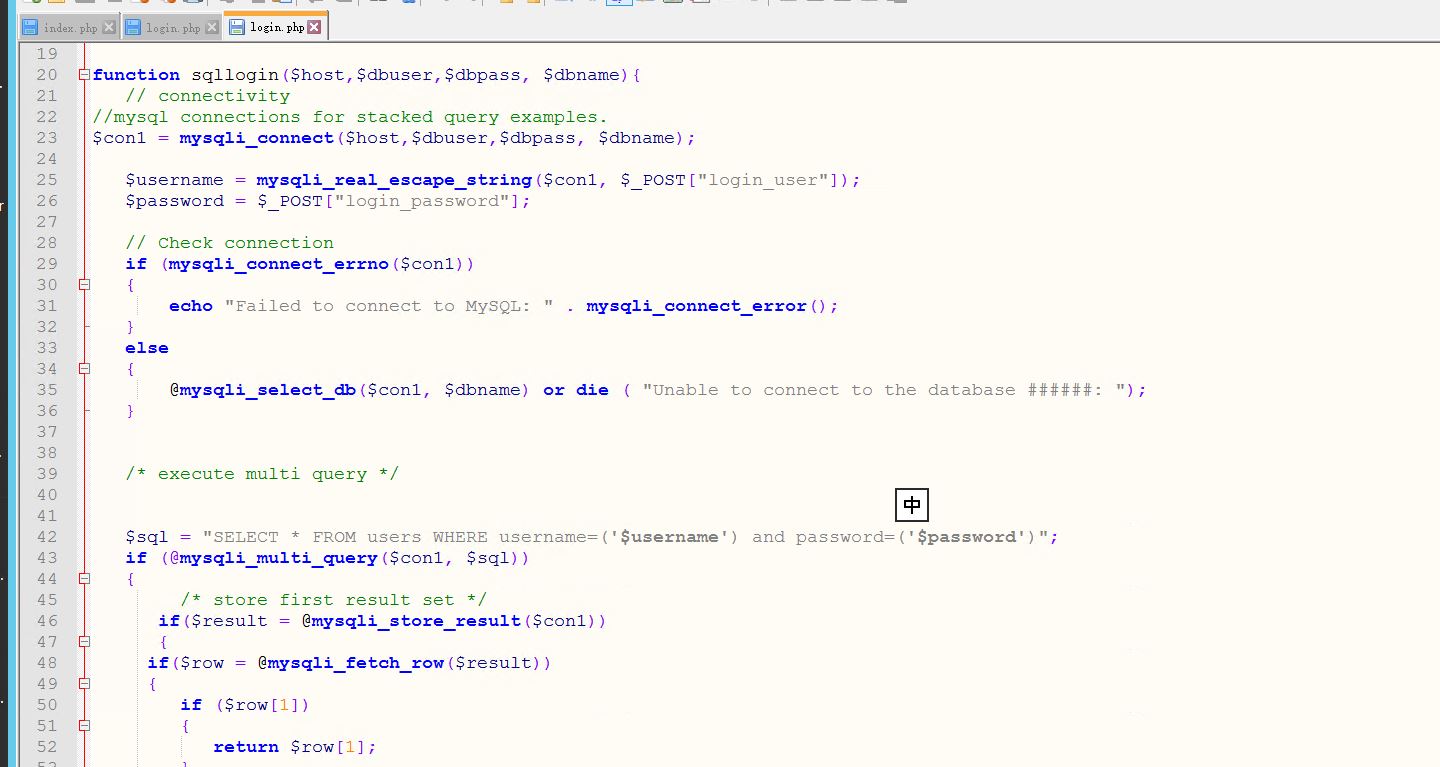 index.php
login.php
login.php
19
20 function sqllogin($host,$dbuser,$dbpass, $dbname){
21 // connectivity
22 //mysql connections for stacked query examples.
23 $con1 = mysqli_connect($host,$dbuser,$dbpass, $dbname);
24
25 $username = mysqli_real_escape_string($con1, $_POST["login_user"]);
26 $password = $_POST["login_password"];
27
28 // Check connection
29 if (mysqli_connect_errno($con1))
30 {
31 echo "Failed to connect to MySQL: " . mysqli_connect_error();
32 }
33 else
34 {
35 @mysqli_select_db($con1, $dbname) or die ( "Unable to connect to the database ######: ");
36 }
37
38
39 /* execute multi query */
40
中
41
42 $sql = "SELECT * FROM users WHERE username=('$username') and password=('$password')";
43 if (@mysqli_multi_query($con1, $sql))
44 {
45 /* store first result set */
46 if($result = @mysqli_store_result($con1))
47 {
48 if($row = @mysqli_fetch_row($result))
49 {
50 if ($row[1])
51 {
52 return $row[1];